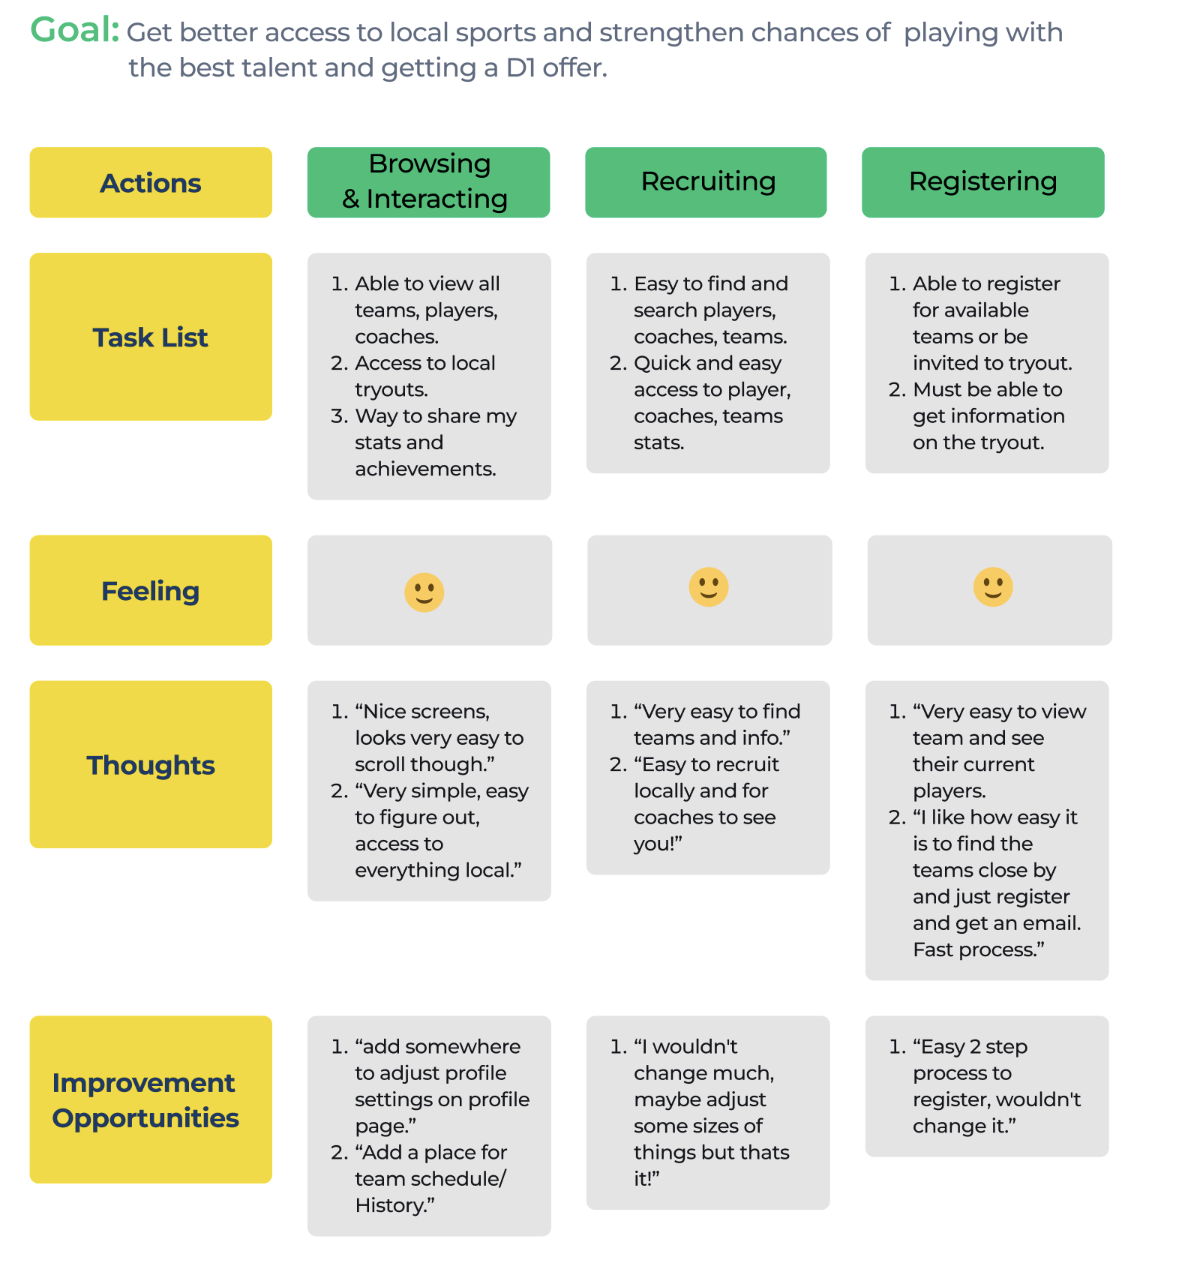 Goal: Get better access to local sports and strengthen chances of playing with
the best talent and getting a D1 offer.
Actions
Browsing
& Interacting
Recruiting
Registering
Task List
1. Able to view all
teams, players,
coaches.
2. Access to local
tryouts.
3. Way to share my
stats and
achievements.
1. Easy to find and
search players,
coaches, teams.
2. Quick and easy
access to player,
coaches, teams
stats.
1. Able to register
for available
teams or be
invited to tryout.
2. Must be able to
get information
on the tryout.
Feeling
Thoughts
1. “Nice screens,
looks very easy to
scroll though.”
2. “Very simple, easy
to figure out,
access to
everything local.”
1. “Very easy to find
teams and info.”
2. “Easy to recruit
locally and for
coaches to see
you!”
1. “Very easy to view
team and see
their current
players.
2. “I like how easy it
is to find the
teams close by
and just register
and get an email.
Fast process.”
Improvement
Opportunities
1. “add somewhere
to adjust profile
settings on profile
page.”
2. “Add a place for
team schedule/
History.”
1. “I wouldn't
change much,
maybe adjust
some sizes of
things but thats
it!”
1. “Easy 2 step
process to
register, wouldn't
change it.”